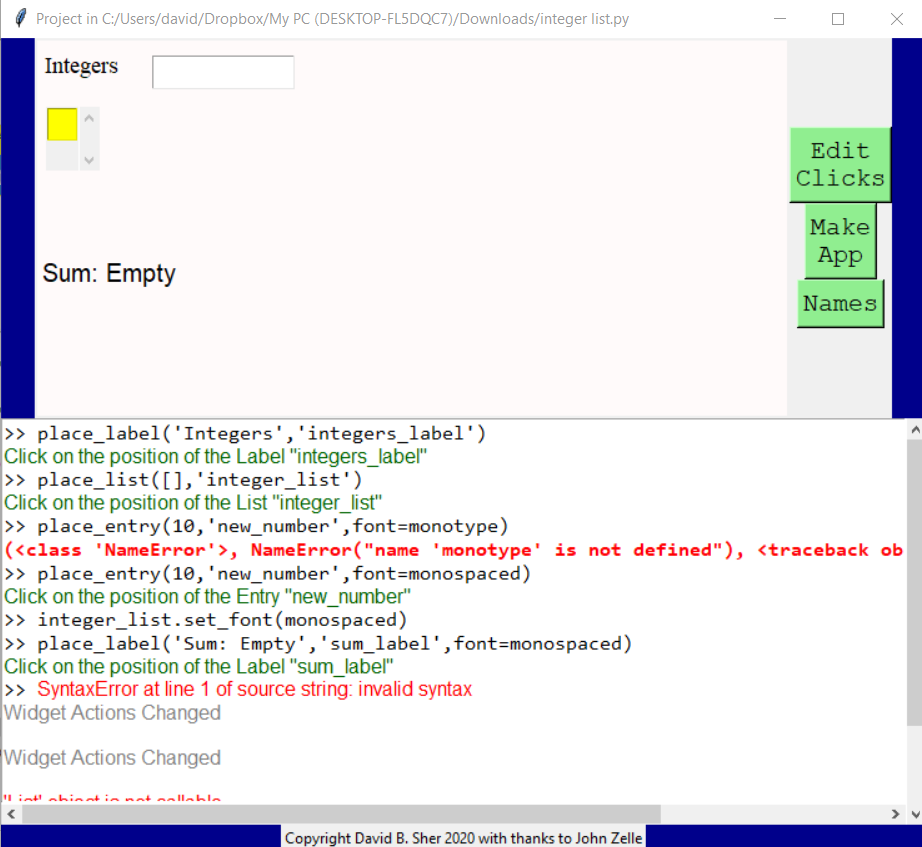 Project in C:/Users/david/Dropbox/My PC (DESKTOP-FL5DQC7)/Downloads/integer list.py
Integers
Edit
Clicks
Make
App
Names
Sum: Empty
>> place_label('Integers','integers_label')
Click on the position of the Label "integers_label"
>> place_list([],'integer_list')
Click on the position of the List "integer_list"
>> place_entry(10,'new_number',font=monotype)
(<class 'NameError'>, NameError("name 'monotype' is not defined"), <traceback ob
>> place_entry(10,'new_number',font=monospaced)
Click on the position of the Entry "new_number"
>> integer_list.set_font(monospaced)
>> place_label('Sum: Empty','sum_label',font=monospaced)
Click on the position of the Label "sum_label"
>> SyntaxError at line 1 of source string: invalid syntax
Widget Actions Changed
Widget Actions Changed
'List' object is not callable
Copyright David B. Sher 2020 with thanks to John Zelle